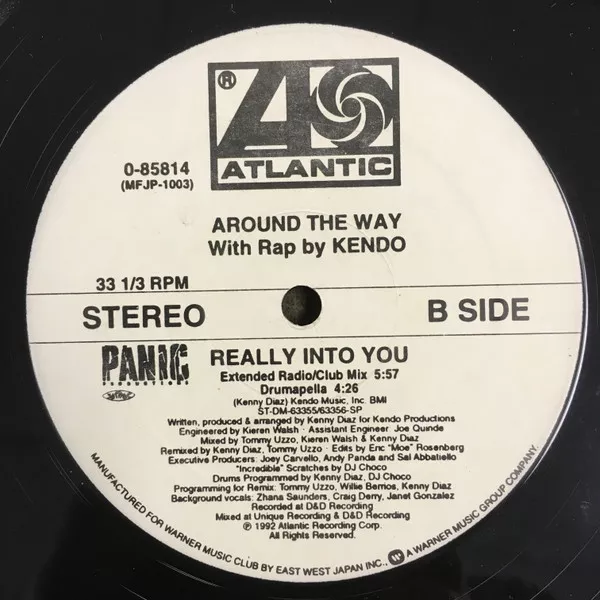 ®
ATLANTIC
0-85814
(MFJP-1003)
AROUND THE WAY
With Rap by KENDO
33 1/3 RPM
STEREO
B SIDE
PANIC
PRODUCTIONS
REALLY INTO YOU
Extended Radio/Club Mix 5:57
Drumapella 4:26
(Kenny Diaz) Kendo Music, Inc. BMI
ST-DM-63355/63356-SP
Written, produced & arranged by Kenny Diaz for Kendo Productions
Engineered by Kieren Walsh · Assistant Engineer Joe Quinde
Mixed by Tommy Uzzo, Kieren Walsh & Kenny Diaz
Remixed by Kenny Diaz, Tommy Uzzo · Edits by Eric "Moe" Rosenberg
Executive Producers: Joey Carvello, Andy Panda and Sal Abbatiello
"Incredible" Scratches by DJ Choco
Drums Programmed by Kenny Diaz, DJ Choco
Programming for Remix: Tommy Uzzo, Willie Berrios, Kenny Diaz
Background vocals: Zhana Saunders, Craig Derry, Janet Gonzalez
Recorded at D&D Recording
Mixed at Unique Recording & D&D Recording
℗ 1992 Atlantic Recording Corp.
All Rights Reserved.
MANUFACTURED FOR WARNER MUSIC CLUB BY EAST WEST JAPAN INC., A WARNER MUSIC GROUP COMPANY.